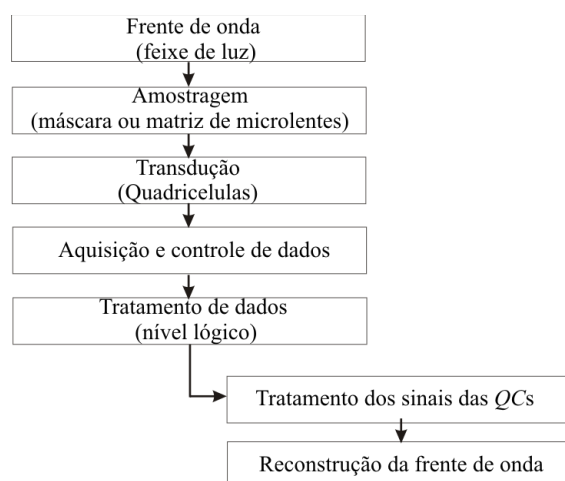 Frente de onda
(feixe de luz)
Amostragem
(máscara ou matriz de microlentes)
Transdução
(Quadricelulas)
Aquisição e controle de dados
Tratamento de dados
(nível lógico)
Tratamento dos sinais das QCs
Reconstrução da frente de onda